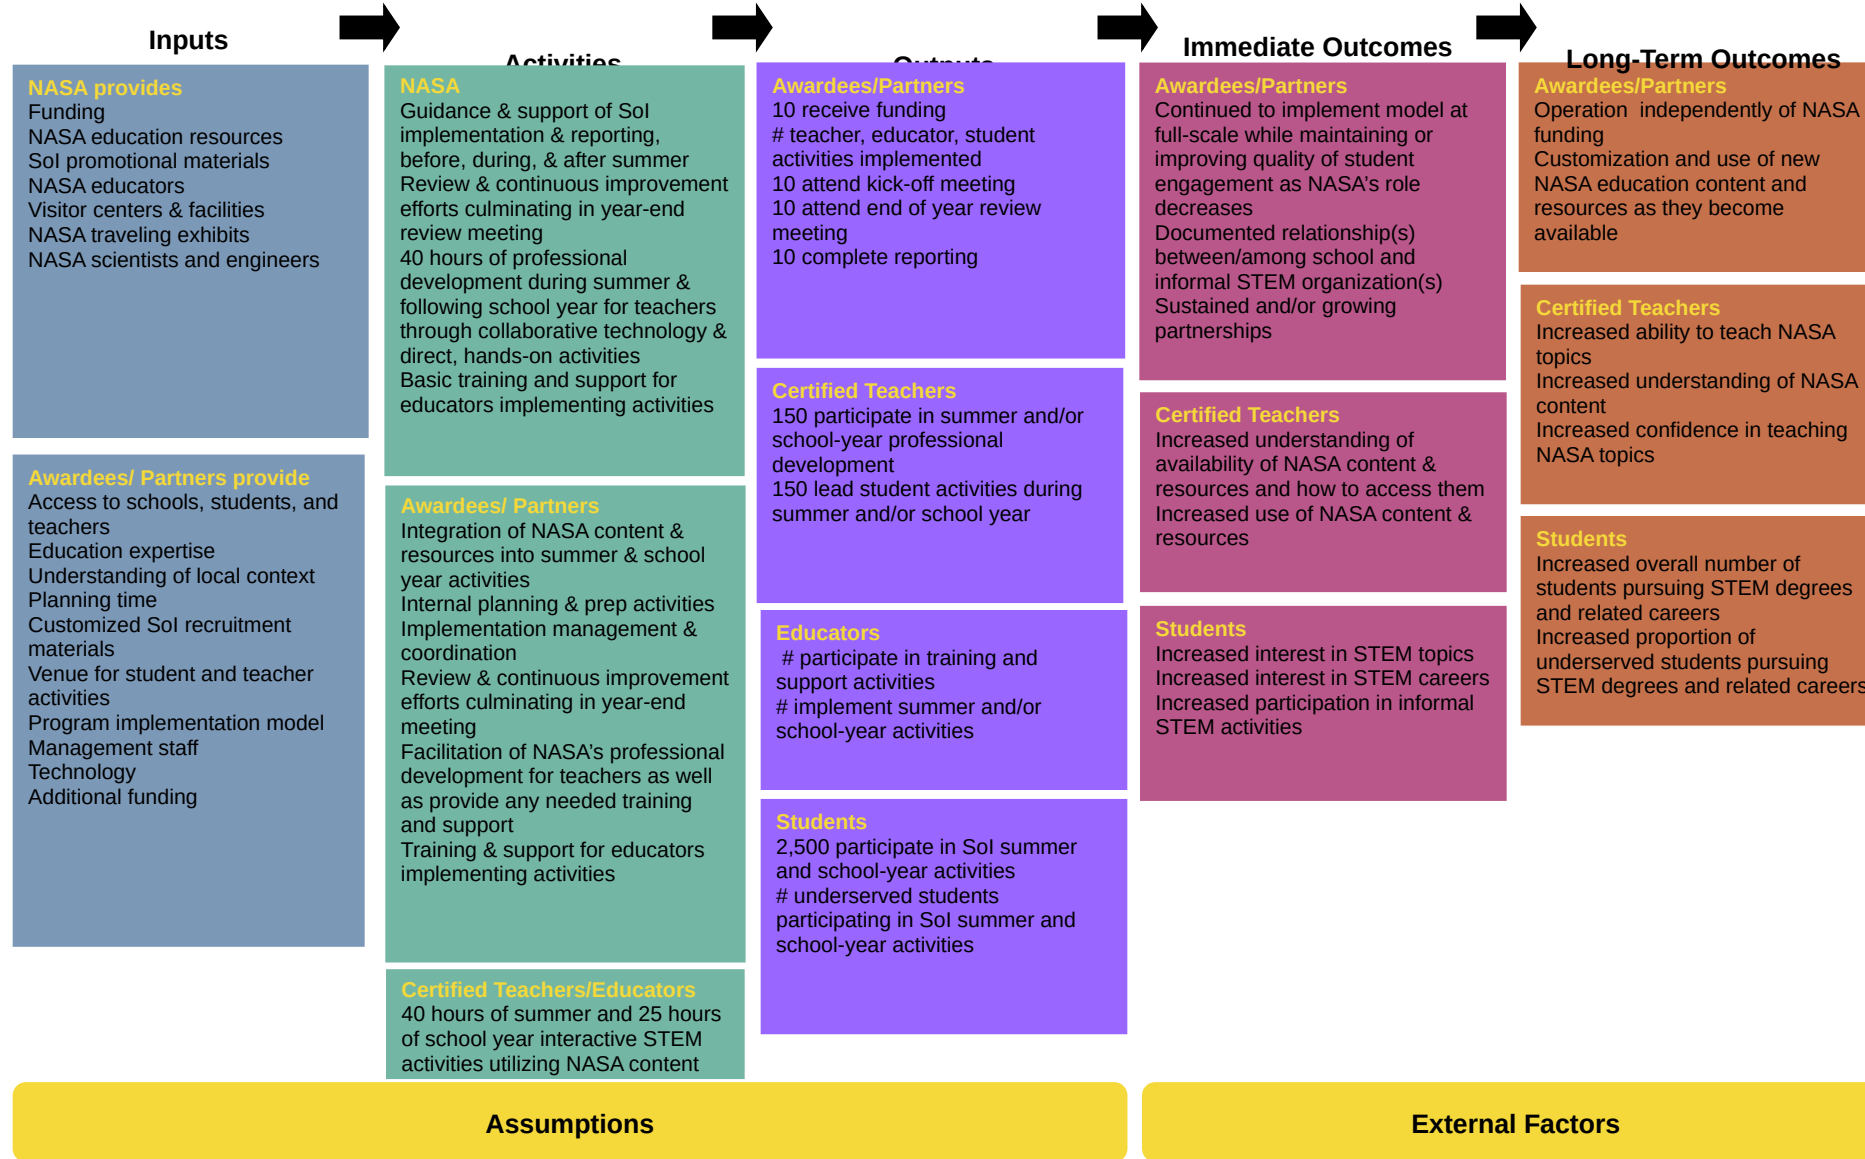 Inputs
Activities
Outputs
Immediate Outcomes
Long-Term Outcomes
NASA provides
Funding
NASA education resources
SoI promotional materials
NASA educators
Visitor centers & facilities
NASA traveling exhibits
NASA scientists and engineers
Awardees/ Partners provide
Access to schools, students, and
teachers
Education expertise
Understanding of local context
Planning time
Customized SoI recruitment
materials
Venue for student and teacher
activities
Program implementation model
Management staff
Technology
Additional funding
NASA
Guidance & support of SoI
implementation & reporting,
before, during, & after summer
Review & continuous improvement
efforts culminating in year-end
review meeting
40 hours of professional
development during summer &
following school year for teachers
through collaborative technology &
direct, hands-on activities
Basic training and support for
educators implementing activities
Awardees/ Partners
Integration of NASA content &
resources into summer & school
year activities
Internal planning & prep activities
Implementation management &
coordination
Review & continuous improvement
efforts culminating in year-end
meeting
Facilitation of NASA’s professional
development for teachers as well
as provide any needed training
and support
Training & support for educators
implementing activities
Certified Teachers/Educators
40 hours of summer and 25 hours
of school year interactive STEM
activities utilizing NASA content
Awardees/Partners
10 receive funding
# teacher, educator, student
activities implemented
10 attend kick-off meeting
10 attend end of year review
meeting
10 complete reporting
Certified Teachers
150 participate in summer and/or
school-year professional
development
150 lead student activities during
summer and/or school year
Educators
# participate in training and
support activities
# implement summer and/or
school-year activities
Students
2,500 participate in SoI summer
and school-year activities
# underserved students
participating in SoI summer and
school-year activities
Awardees/Partners
Continued to implement model at
full-scale while maintaining or
improving quality of student
engagement as NASA’s role
decreases
Documented relationship(s)
between/among school and
informal STEM organization(s)
Sustained and/or growing
partnerships
Certified Teachers
Increased understanding of
availability of NASA content &
resources and how to access them
Increased use of NASA content &
resources
Students
Increased interest in STEM topics
Increased interest in STEM careers
Increased participation in informal
STEM activities
Awardees/Partners
Operation  independently of NASA
funding
Customization and use of new
NASA education content and
resources as they become
available
Certified Teachers
Increased ability to teach NASA
topics
Increased understanding of NASA
content
Increased confidence in teaching
NASA topics
Students
Increased overall number of
students pursuing STEM degrees
and related careers
Increased proportion of
underserved students pursuing
STEM degrees and related careers
Assumptions
External Factors